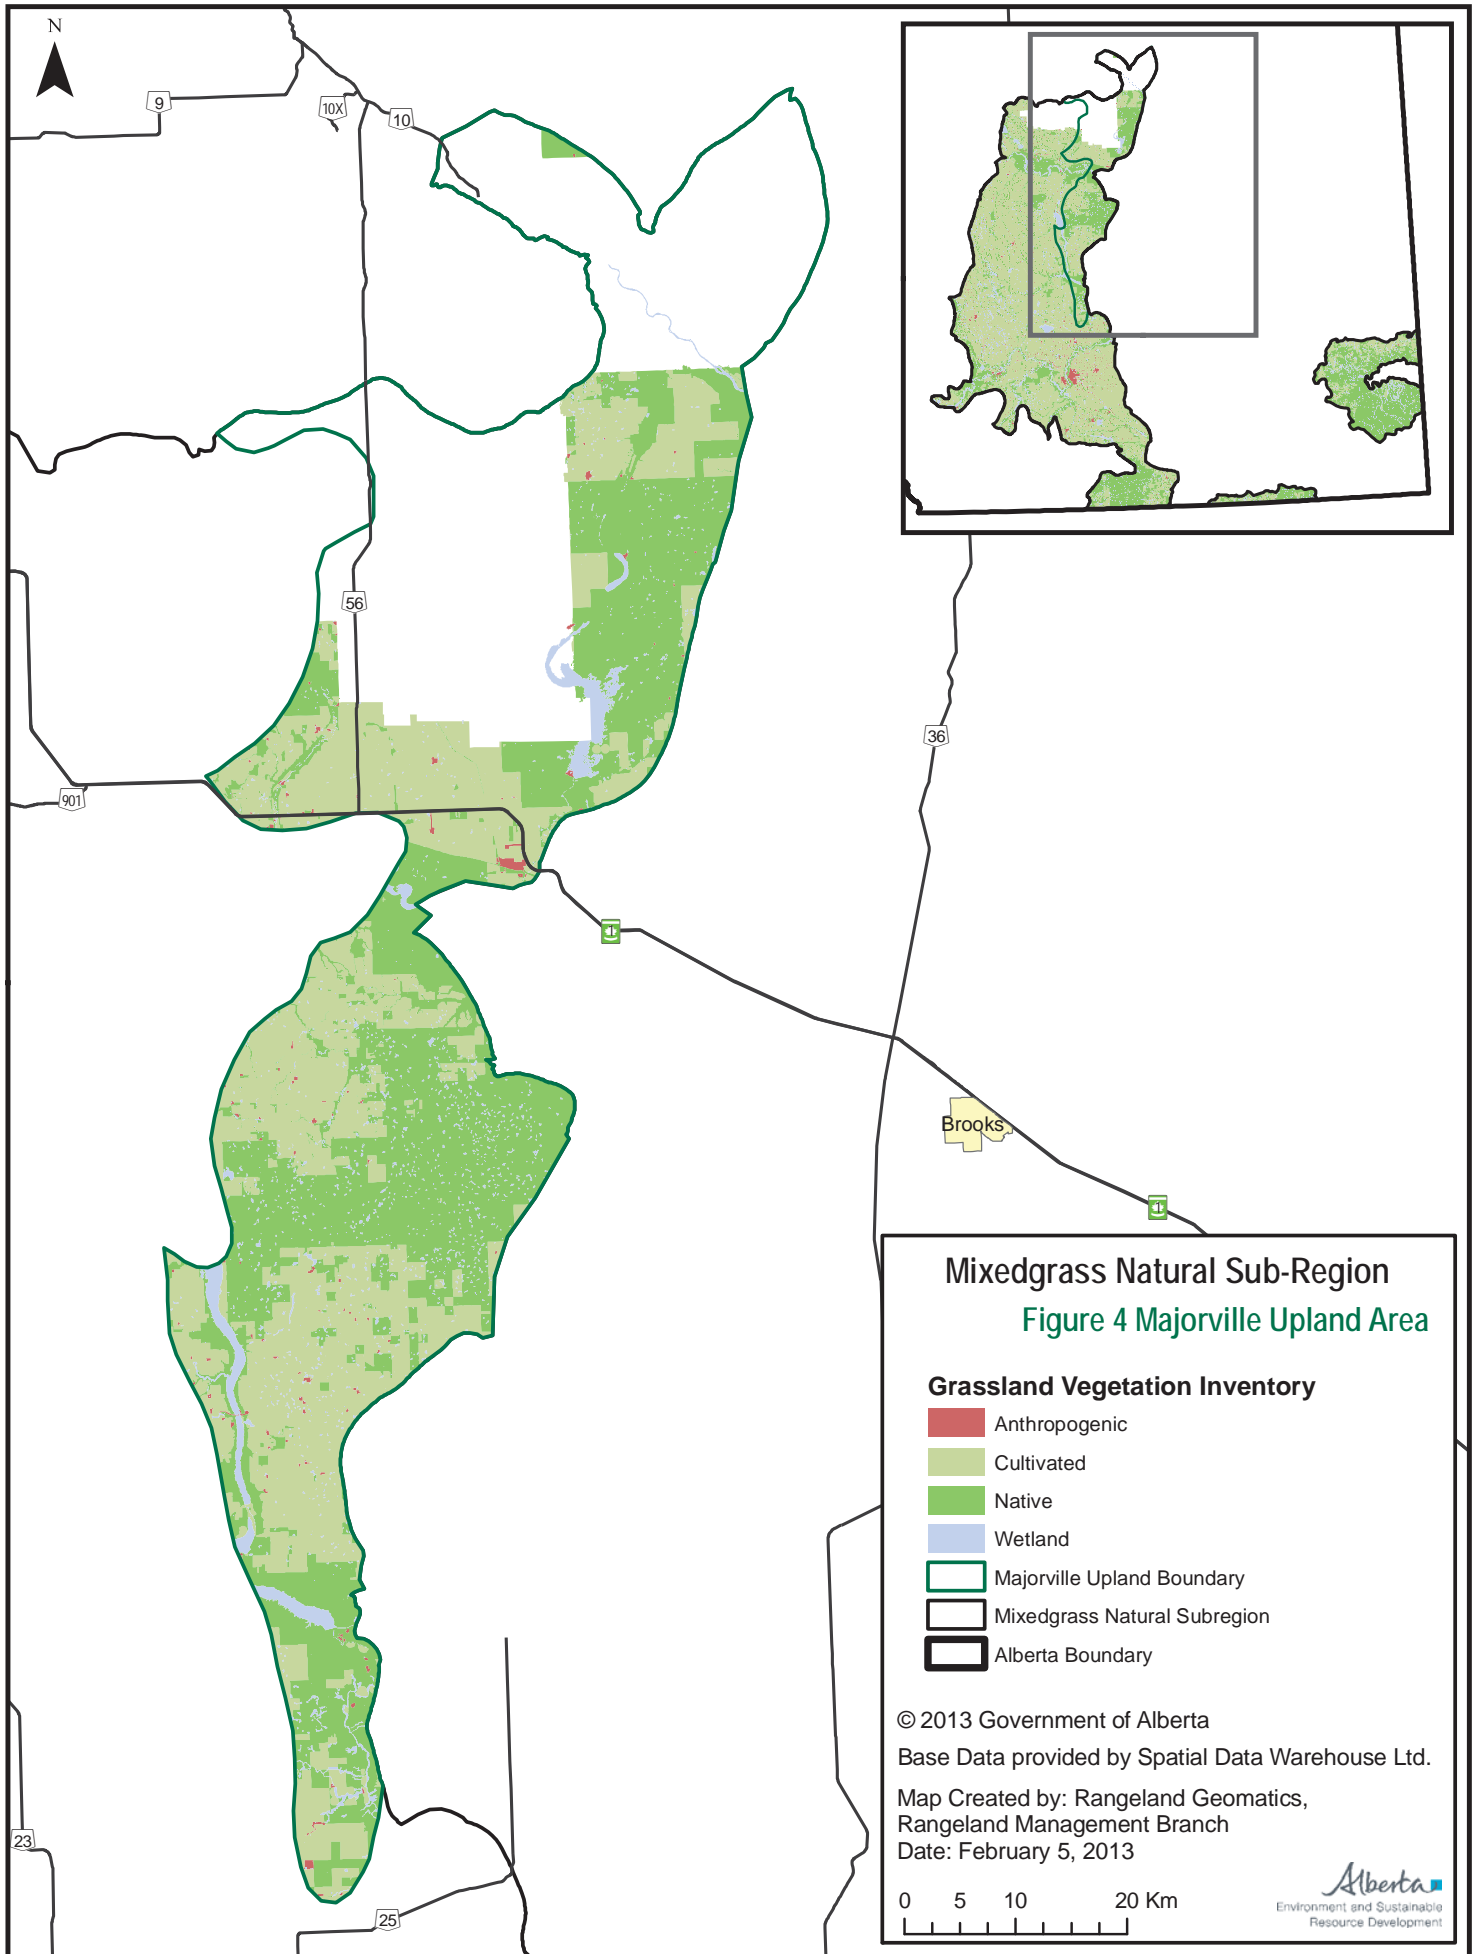 N
9
10X
10
56
901
36
1
Brooks
1
23
25
Mixedgrass Natural Sub-Region
Figure 4 Majorville Upland Area
Grassland Vegetation Inventory
Anthropogenic
Cultivated
Native
Wetland
Majorville Upland Boundary
Mixedgrass Natural Subregion
Alberta Boundary
© 2013 Government of Alberta
Base Data provided by Spatial Data Warehouse Ltd.
Map Created by: Rangeland Geomatics,
Rangeland Management Branch
Date: February 5, 2013
0 5 10 20 Km
Alberta
Environment and Sustainable
Resource Development